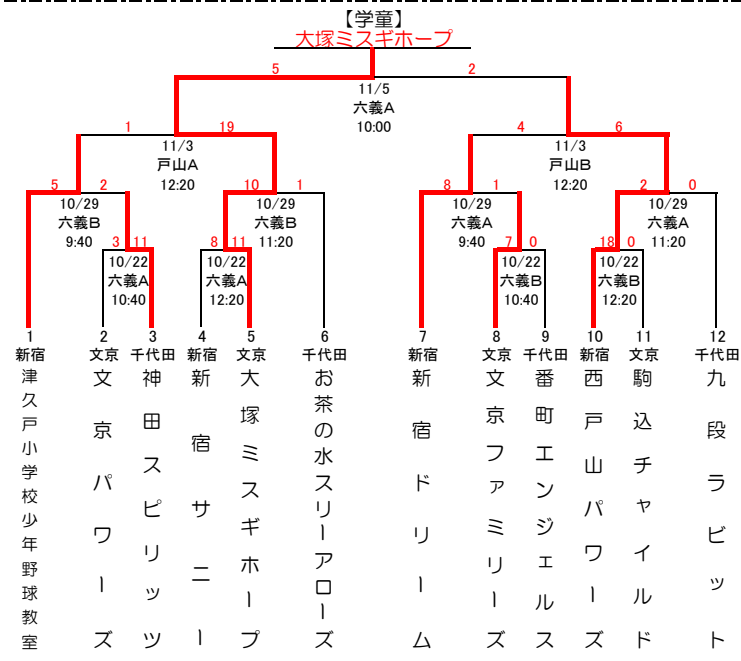 【学童】
大塚ミスギホープ
5 2
11/5
六義A
10:00
1 19 4 6
11/3 11/3
戸山A 戸山B
12:20 12:20
5 2 10 1 8 1 2 0
10/29 10/29 10/29 10/29
六義B 六義B 六義A 六義A
9:40 11:20 9:40 11:20
3 11 8 11 7 0 18 0
10/22 10/22 10/22 10/22
六義A 六義A 六義B 六義B
10:40 12:20 10:40 12:20
1 2 3 4 5 6 7 8 9 10 11 12
新宿 文京 千代田 新宿 文京 千代田 新宿 文京 千代田 新宿 文京 千代田
津久戸小学校少年野球教室
文京パワーズ
神田スピリッツ
新宿サニー
大塚ミスギホープ
お茶の水スリーアローズ
新宿ドリーム
文京ファミリーズ
番町エンジェルス
西戸山パワーズ
駒込チャイルド
九段ラビット